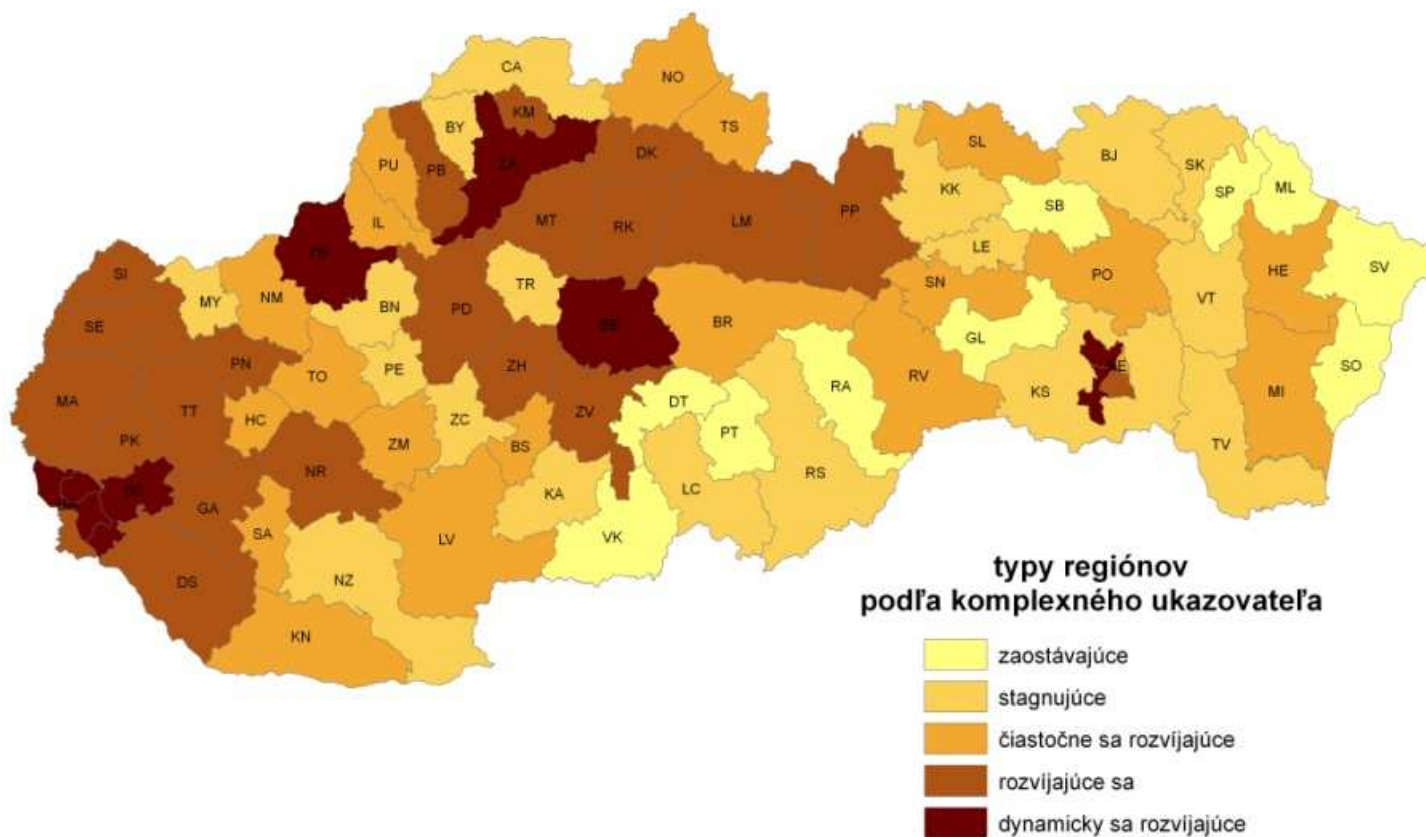 CA
NO
KM
BY
TS
ZA
DK
SL
BJ
SK
PU
PB
KK
SP
ML
SB
IL
MT
RK
LM
PP
TN
LE
PO
HE
SV
SI
MY
NM
BN
TR
SN
VT
SE
PD
BB
BR
GL
PN
TO
PE
ZH
RA
RV
KS
KE
MI
SO
MA
TT
HC
ZC
ZV
DT
PT
PK
NR
ZM
BS
RS
TV
SC
GA
SA
KA
LC
LV
VK
DS
NZ
KN
typy regiónov
podľa komplexného ukazovateľa
zaostávajúce
stagnujúce
čiastočne sa rozvíjajúce
rozvíjajúce sa
dynamicky sa rozvíjajúce